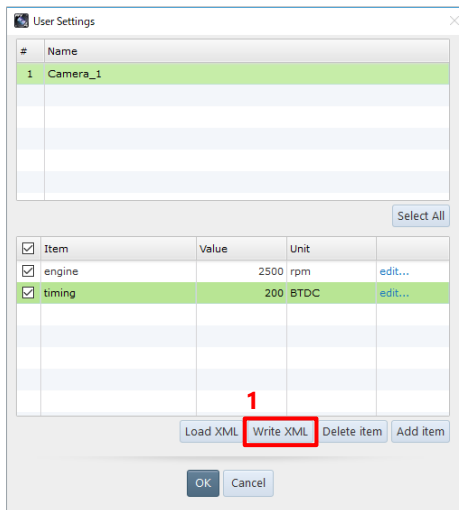 User Settings
# Name
1 Camera_1
Select All
Item Value Unit
engine 2500 rpm edit...
timing 200 BTDC edit...
1
Load XML Write XML Delete item Add item
OK Cancel